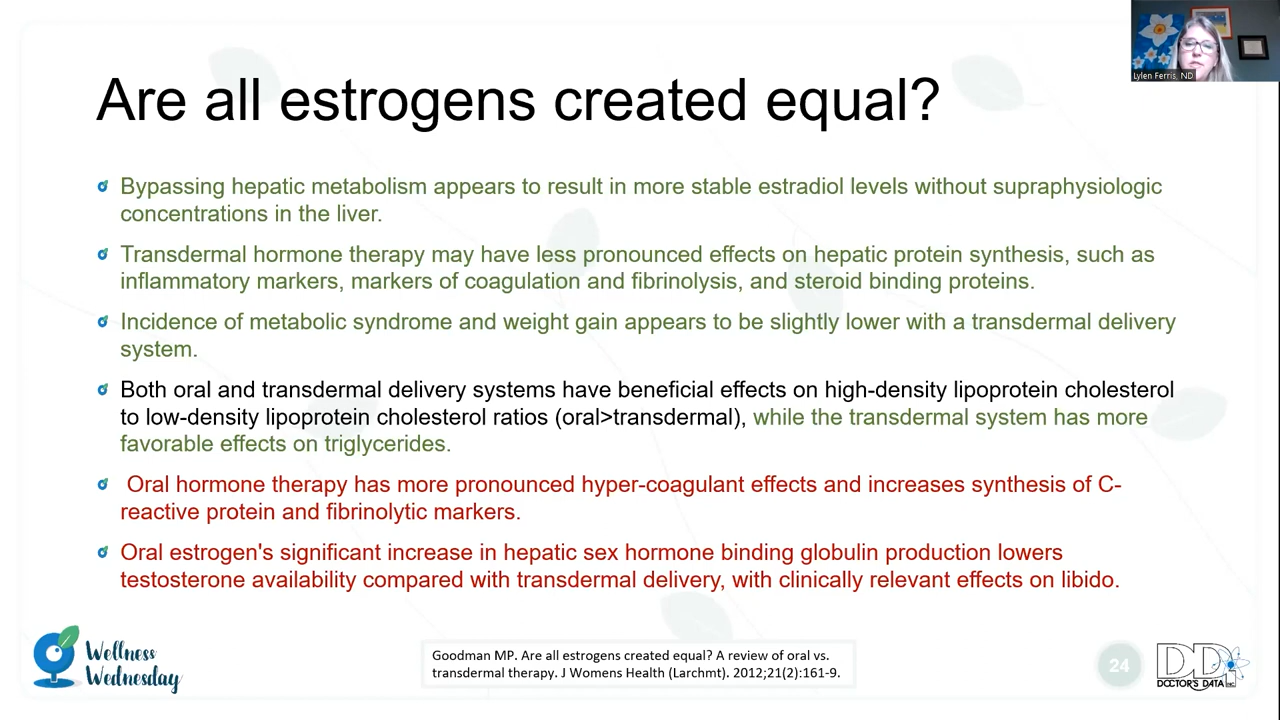 Lylen Ferris, ND
Are all estrogens created equal?
Bypassing hepatic metabolism appears to result in more stable estradiol levels without supraphysiologic
concentrations in the liver.
Transdermal hormone therapy may have less pronounced effects on hepatic protein synthesis, such as
inflammatory markers, markers of coagulation and fibrinolysis, and steroid binding proteins.
Incidence of metabolic syndrome and weight gain appears to be slightly lower with a transdermal delivery
system.
Both oral and transdermal delivery systems have beneficial effects on high-density lipoprotein cholesterol
to low-density lipoprotein cholesterol ratios (oral>transdermal), while the transdermal system has more
favorable effects on triglycerides.
Oral hormone therapy has more pronounced hyper-coagulant effects and increases synthesis of C-
reactive protein and fibrinolytic markers.
Oral estrogen's significant increase in hepatic sex hormone binding globulin production lowers
testosterone availability compared with transdermal delivery, with clinically relevant effects on libido.
Wellness
Wednesday
Goodman MP. Are all estrogens created equal? A review of oral vs.
transdermal therapy. J Womens Health (Larchmt). 2012;21(2):161-9.
24
DDI
DOCTOR'S DATA INC.